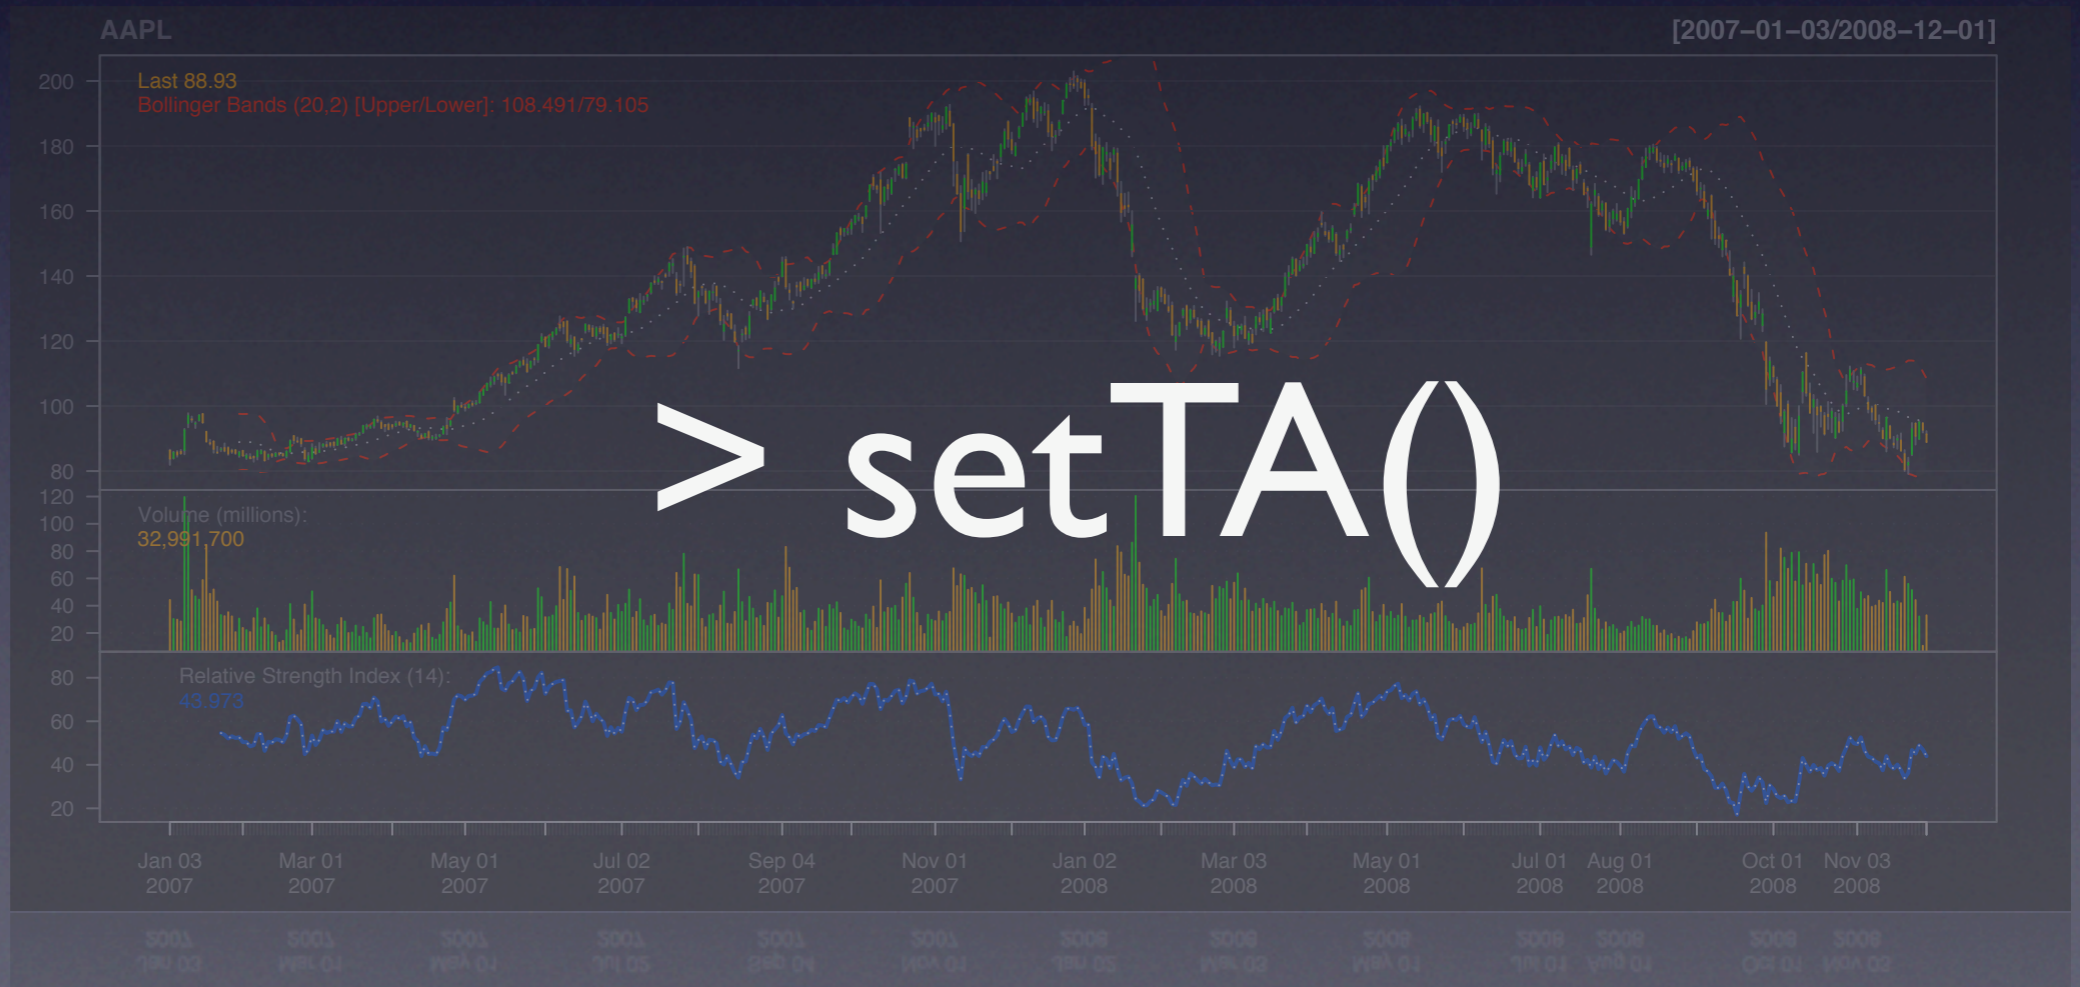 AAPL [2007-01-03/2008-12-01]
Last 88.93
Bollinger Bands (20,2) [Upper/Lower]: 108.491/79.105
200
180
160
140
120
100
80
> setTA()
Volume (millions):
32,991,700
120
100
80
60
40
20
Relative Strength Index (14):
43.973
80
60
40
20
Jan 03 Mar 01 May 01 Jul 02 Sep 04 Nov 01 Jan 02 Mar 03 May 01 Jul 01 Aug 01 Oct 01 Nov 03
2007 2007 2007 2007 2007 2007 2008 2008 2008 2008 2008 2008 2008